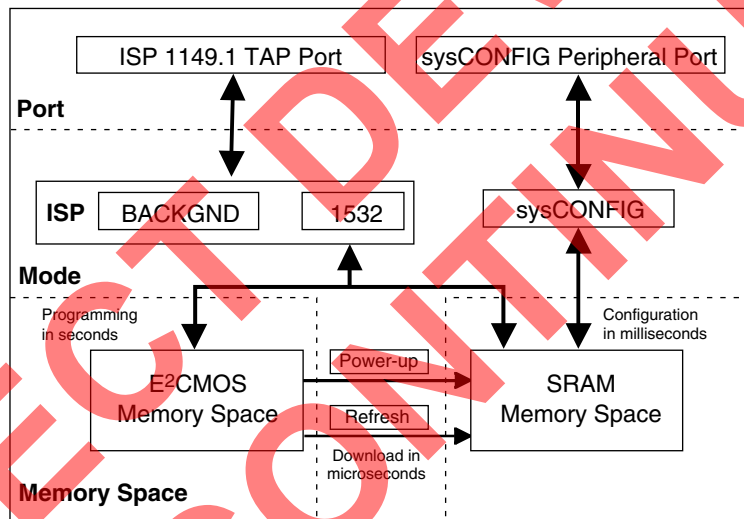 ISP 1149.1 TAP Port
sysCONFIG Peripheral Port
Port
ISP
BACKGND
1532
sysCONFIG
Mode
Programming
in seconds
Configuration
in milliseconds
E²CMOS
Memory Space
Power-up
Refresh
Download in
microseconds
SRAM
Memory Space
Memory Space